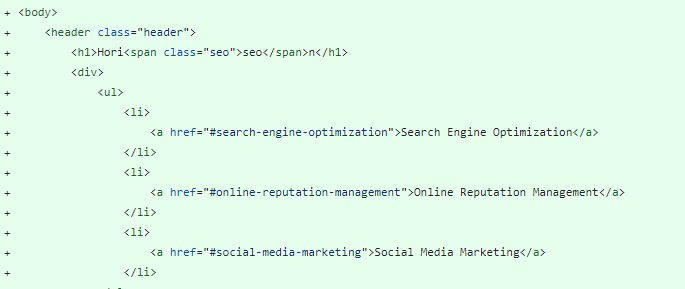 + <body>
+ <header class="header">
+ <h1>Hori<span class="seo">seo</span>n</h1>
+ <div>
+ <ul>
+ <li>
+ <a href="#search-engine-optimization">Search Engine Optimization</a>
+ </li>
+ <li>
+ <a href="#online-reputation-management">Online Reputation Management</a>
+ </li>
+ <li>
+ <a href="#social-media-marketing">Social Media Marketing</a>
+ </li>